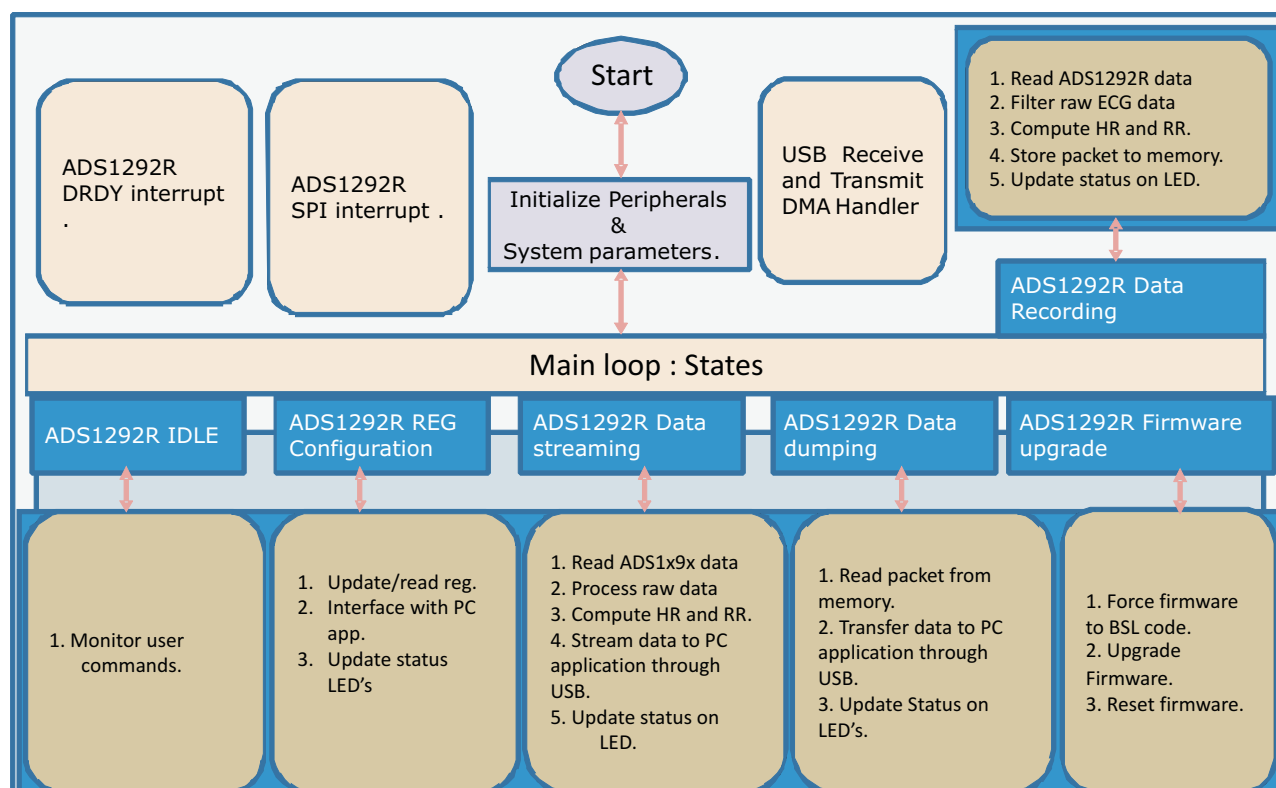 Start
ADS1292R
DRDY interrupt
.
ADS1292R
SPI interrupt .
Initialize Peripherals
&
System parameters.
USB Receive
and Transmit
DMA Handler
1. Read ADS1292R data
2. Filter raw ECG data
3. Compute HR and RR.
4. Store packet to memory.
5. Update status on LED.
ADS1292R Data
Recording
Main loop : States
ADS1292R IDLE
ADS1292R REG
Configuration
ADS1292R Data
streaming
ADS1292R Data
dumping
ADS1292R Firmware
upgrade
1. Monitor user
commands.
1. Update/read reg.
2. Interface with PC
app.
3. Update status
LED’s
1. Read ADS1x9x data
2. Process raw data
3. Compute HR and RR.
4. Stream data to PC
application through
USB.
5. Update status on
LED.
1. Read packet from
memory.
2. Transfer data to PC
application through
USB.
3. Update Status on
LED’s.
1. Force firmware
to BSL code.
2. Upgrade
Firmware.
3. Reset firmware.